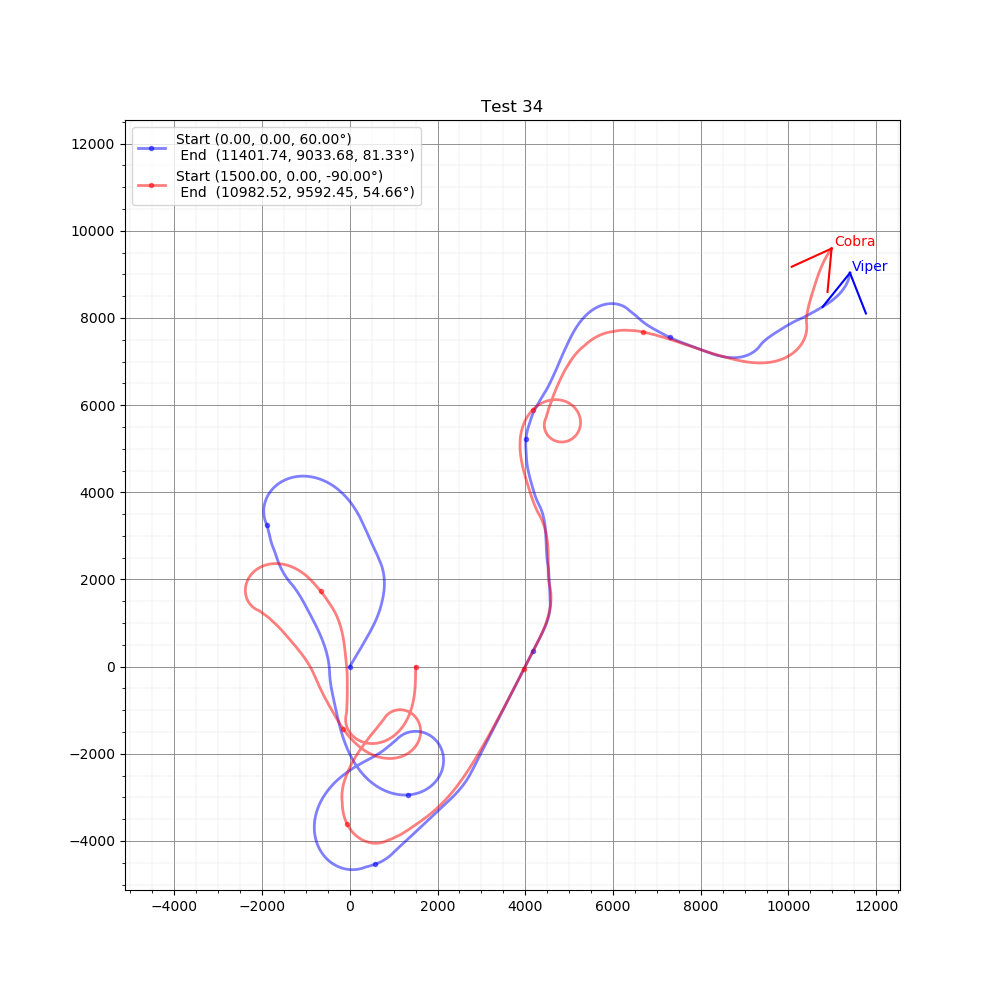 Test 34
Start (0.00, 0.00, 60.00°)
End (11401.74, 9033.68, 81.33°)
Start (1500.00, 0.00, -90.00°)
End (10982.52, 9592.45, 54.66°)
12000
10000
8000
6000
4000
2000
0
−2000
−4000
Cobra
Viper
−4000 −2000 0 2000 4000 6000 8000 10000 12000